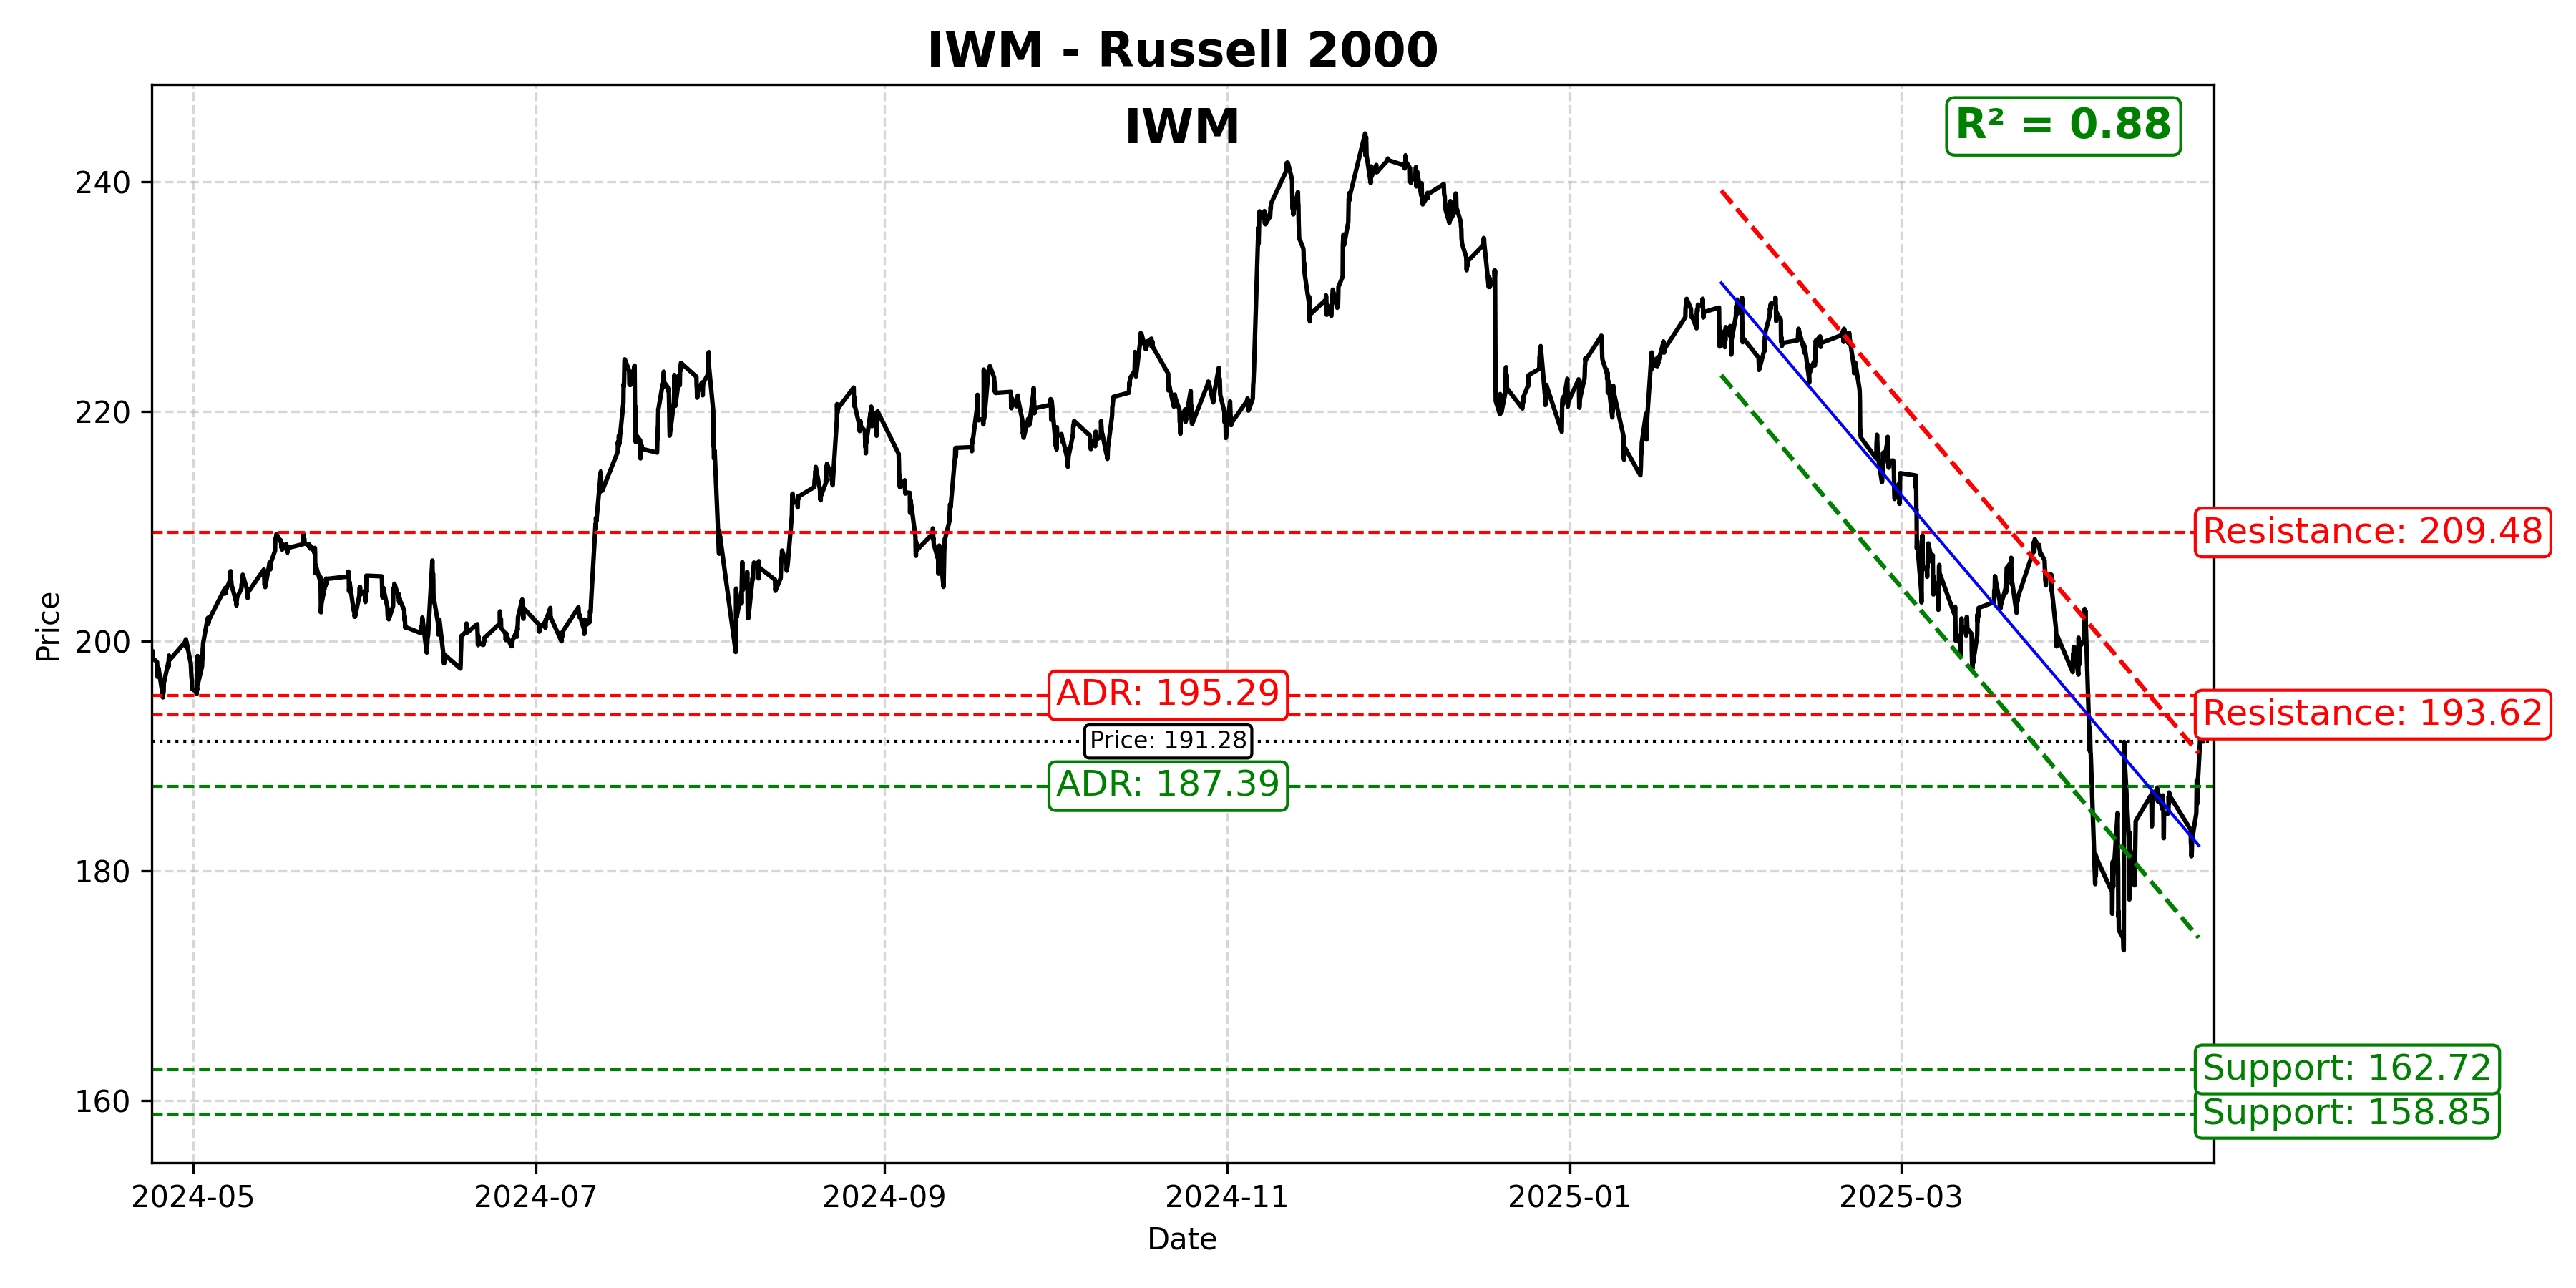 IWM - Russell 2000
IWM
R² = 0.88
240
220
200
180
160
Price
Resistance: 209.48
ADR: 195.29
Resistance: 193.62
Price: 191.28
ADR: 187.39
Support: 162.72
Support: 158.85
2024-05
2024-07
2024-09
2024-11
2025-01
2025-03
Date